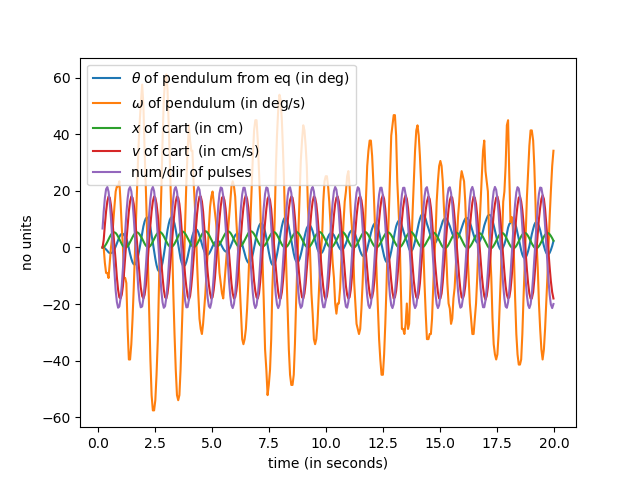 60
40
20
0
−20
−40
−60
no units
θ of pendulum from eq (in deg)
ω of pendulum (in deg/s)
x of cart (in cm)
v of cart  (in cm/s)
num/dir of pulses
0.0 2.5 5.0 7.5 10.0 12.5 15.0 17.5 20.0
time (in seconds)